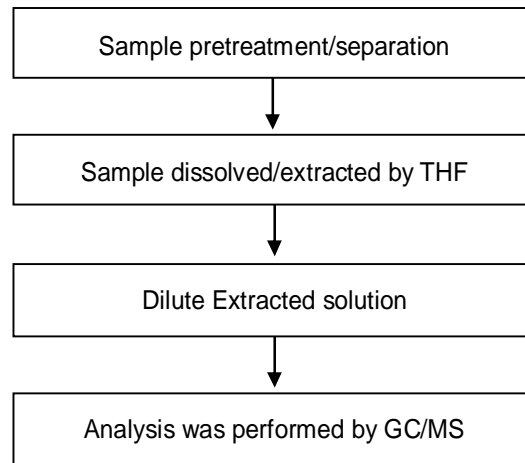 Sample pretreatment/separation
Sample dissolved/extracted by THF
Dilute Extracted solution
Analysis was performed by GC/MS